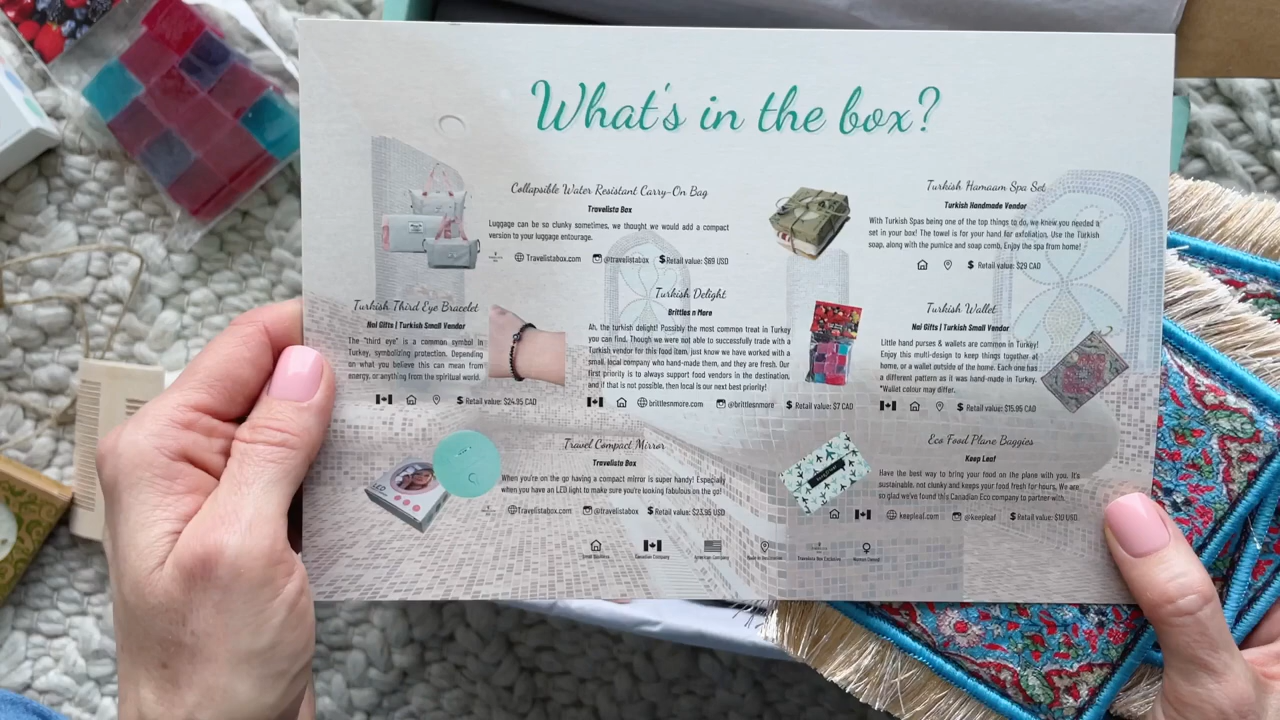 What's in the box?
Collapsible Water Resistant Carry-On Bag
Travelista Box
Luggage can be so clunky sometimes, we thought we would add a compact
version to your luggage entourage.
Travelistabox.com @travelistabox $Retail value: $69 USD
Turkish Hamaam Spa Set
Turkish Handmade Vendor
With Turkish Spas being one of the top things to do, we knew you needed a
set in your box! The towel is for your hand for exfoliation. Use the Turkish
soap, along with the pumice and soap comb. Enjoy the spa from home!
$ Retail value: $29 CAD
Turkish Third Eye Bracelet
Nai Gifts | Turkish Small Vendor
The "third eye" is a common symbol in
Turkey, symbolizing protection. Depending
on what you believe this can mean from
energy, or anything from the spiritual world.
$ Retail value: $24.95 CAD
Turkish Delight
Brittles n More
Ah, the turkish delight! Possibly the most common treat in Turkey
you can find. Though we were not able to successfully trade with a
Turkish vendor for this food item, just know we have worked with a
small, local company who hand-made them, and they are fresh. Our
first priority is to always support vendors in the destination,
and if that is not possible, then local is our next best priority!
brittlesnmore.com @brittlesnmore $ Retail value: $7 CAD
Turkish Wallet
Nai Gifts | Turkish Small Vendor
Little hand purses & wallets are common in Turkey!
Enjoy this multi-design to keep things together at
home, or a wallet outside of the home. Each one has
a different pattern as it was hand-made in Turkey.
*Wallet colour may differ.
$ Retail value: $15.95 CAD
Travel Compact Mirror
Travelista Box
When you're on the go having a compact mirror is super handy! Especially
when you have an LED light to make sure you're looking fabulous on the go!
Travelistabox.com @travelistabox $ Retail value: $23.95 USD
Eco Food Plane Baggies
Keep Leaf
Have the best way to bring your food on the plane with you. It's
sustainable, not clunky and keeps your food fresh for hours. We are
so glad we've found this Canadian Eco company to partner with.
keepleaf.com @keepleaf $ Retail value: $10 USD
Small Business Canadian Company American Company Made in Destination Travelista Box Exclusive Women Owned